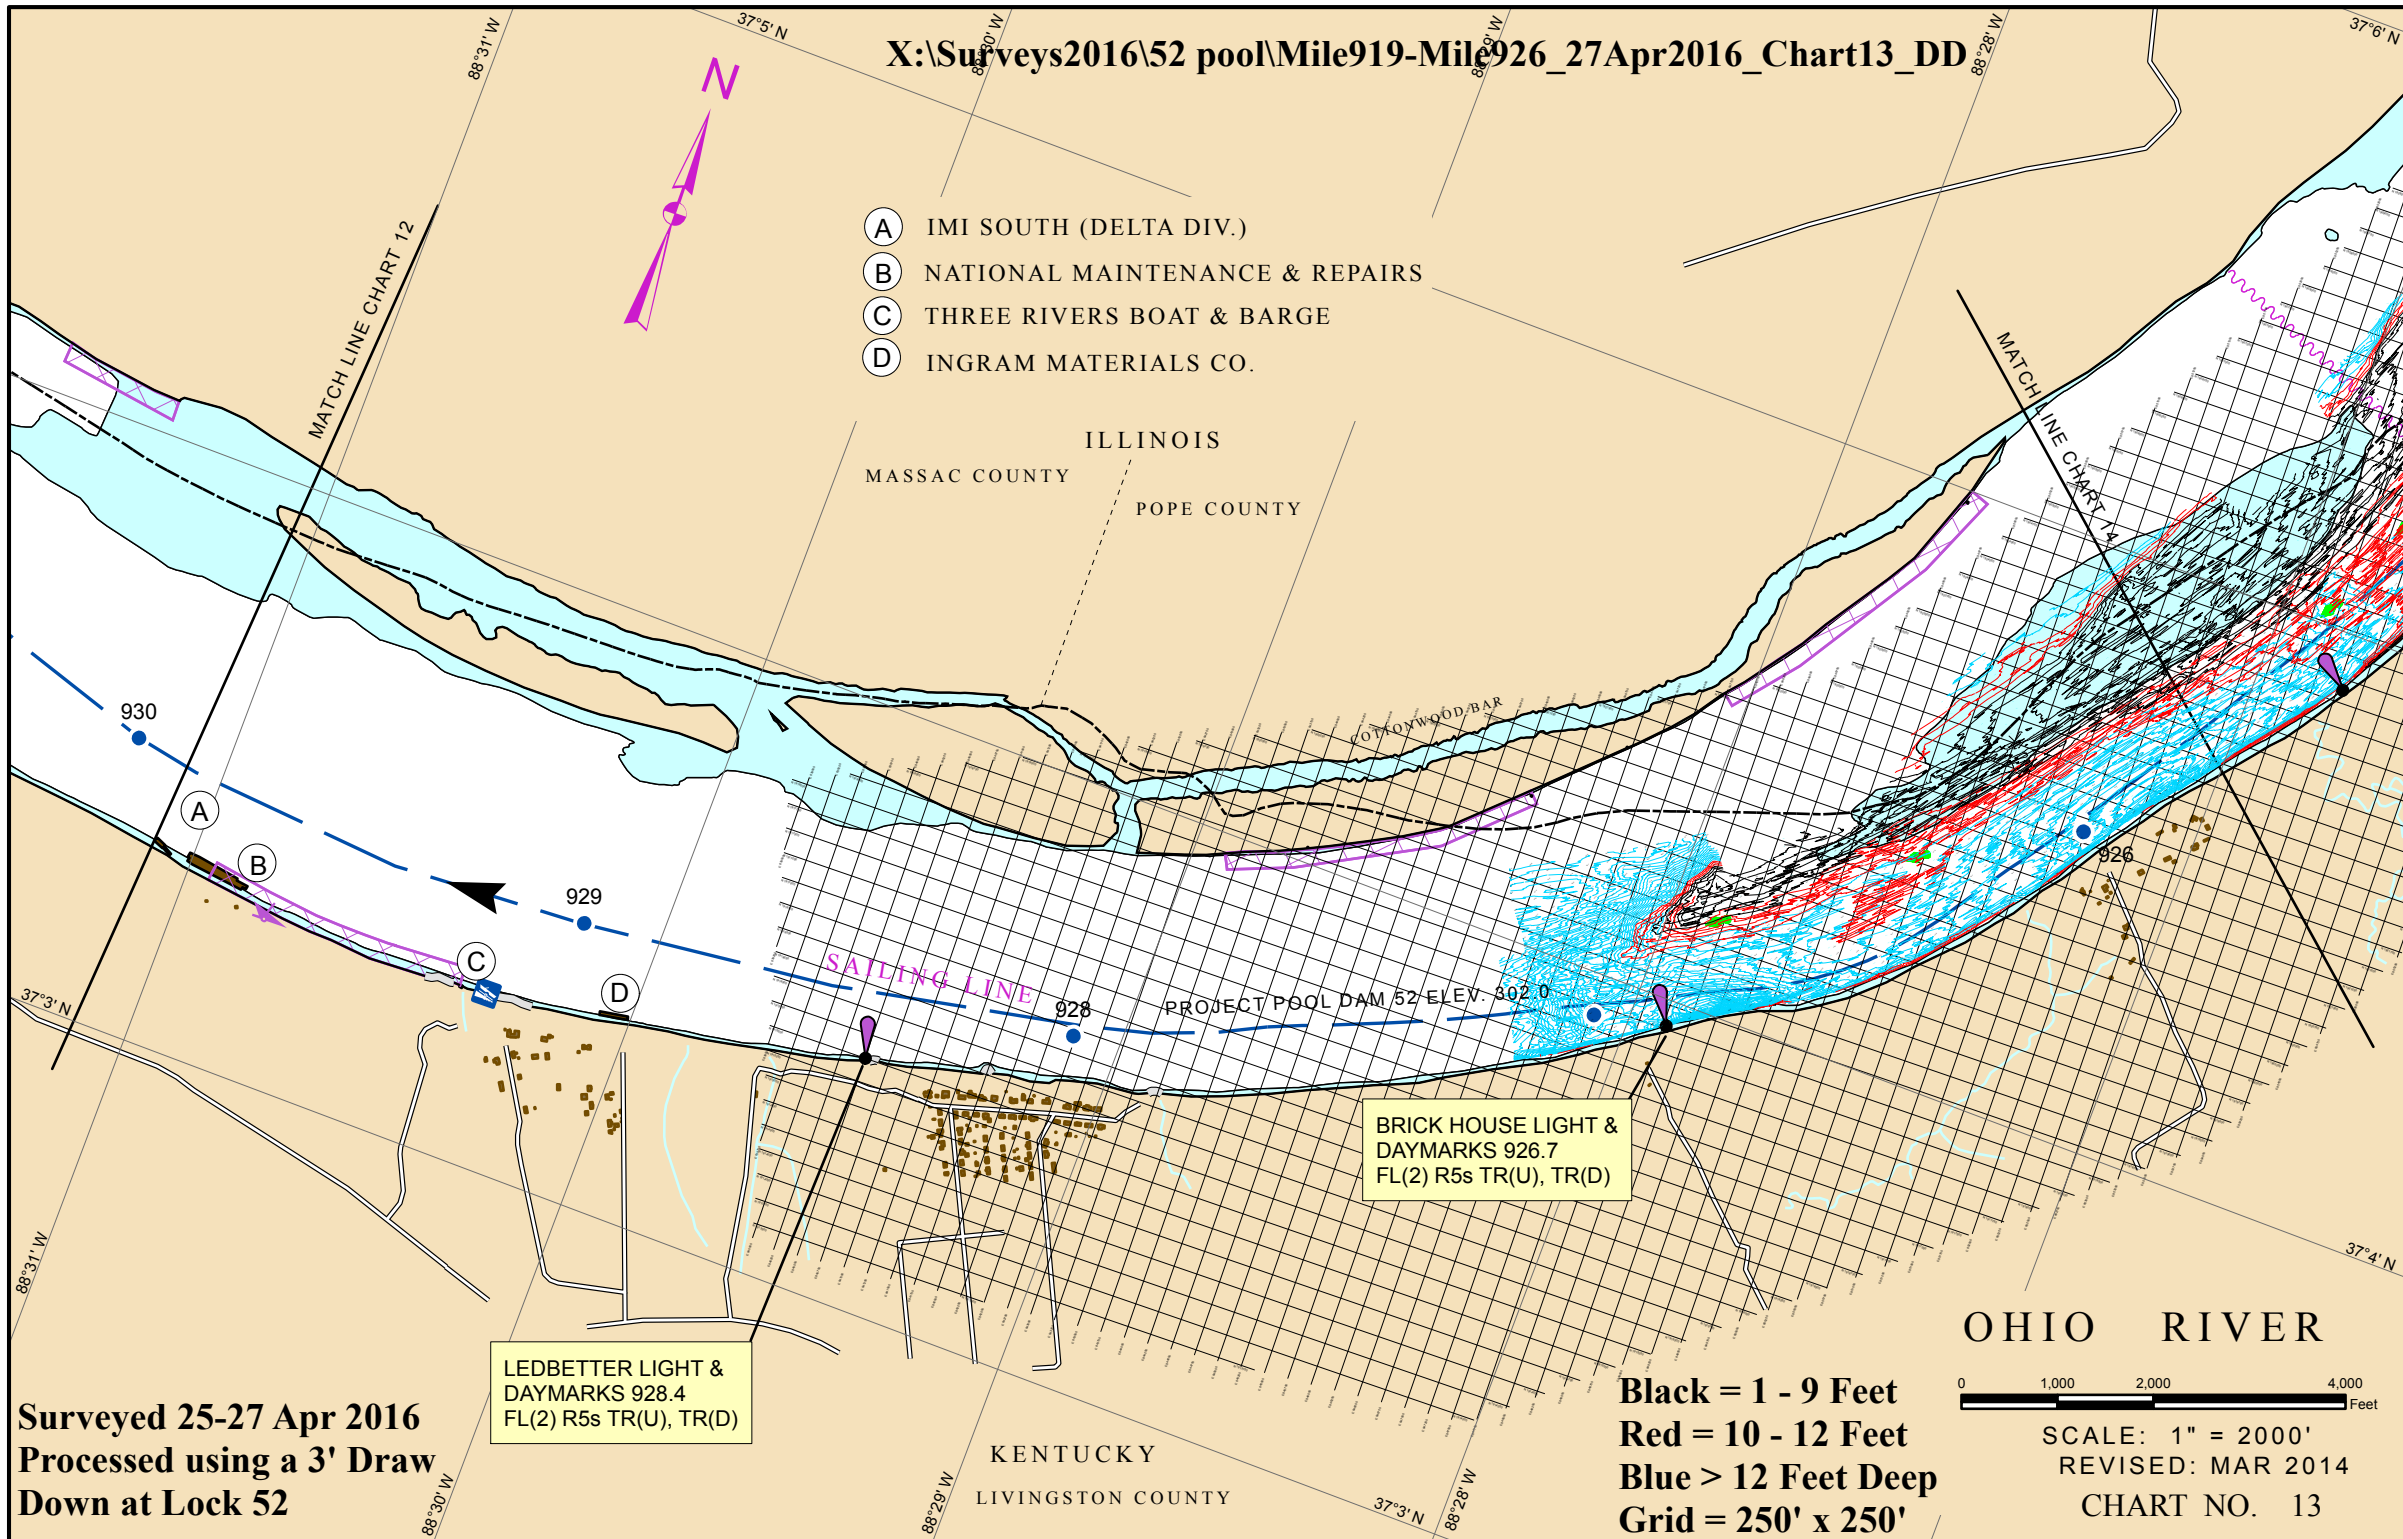 X:\Surveys2016\52 pool\Mile919-Mile926_27Apr2016_Chart13_DD
88°31' W
37°5' N
88°30' W
88°29' W
88°28' W
37°6' N
N
A IMI SOUTH (DELTA DIV.)
B NATIONAL MAINTENANCE & REPAIRS
C THREE RIVERS BOAT & BARGE
D INGRAM MATERIALS CO.
MATCH LINE CHART 12
MATCH LINE CHART 14
ILLINOIS
MASSAC COUNTY
POPE COUNTY
COTTONWOOD BAR
930
A
B
929
C
D
SAILING LINE
928
PROJECT POOL DAM 52 ELEV. 302.0
926
37°3' N
BRICK HOUSE LIGHT &
DAYMARKS 926.7
FL(2) R5s TR(U), TR(D)
88°31' W
37°4' N
LEDBETTER LIGHT &
DAYMARKS 928.4
FL(2) R5s TR(U), TR(D)
Surveyed 25-27 Apr 2016
Processed using a 3' Draw
Down at Lock 52
88°30' W
KENTUCKY
LIVINGSTON COUNTY
88°29' W
37°3' N
88°28' W
Black = 1 - 9 Feet
Red = 10 - 12 Feet
Blue > 12 Feet Deep
Grid = 250' x 250'
OHIO RIVER
0 1,000 2,000 4,000
Feet
SCALE: 1" = 2000'
REVISED: MAR 2014
CHART NO. 13